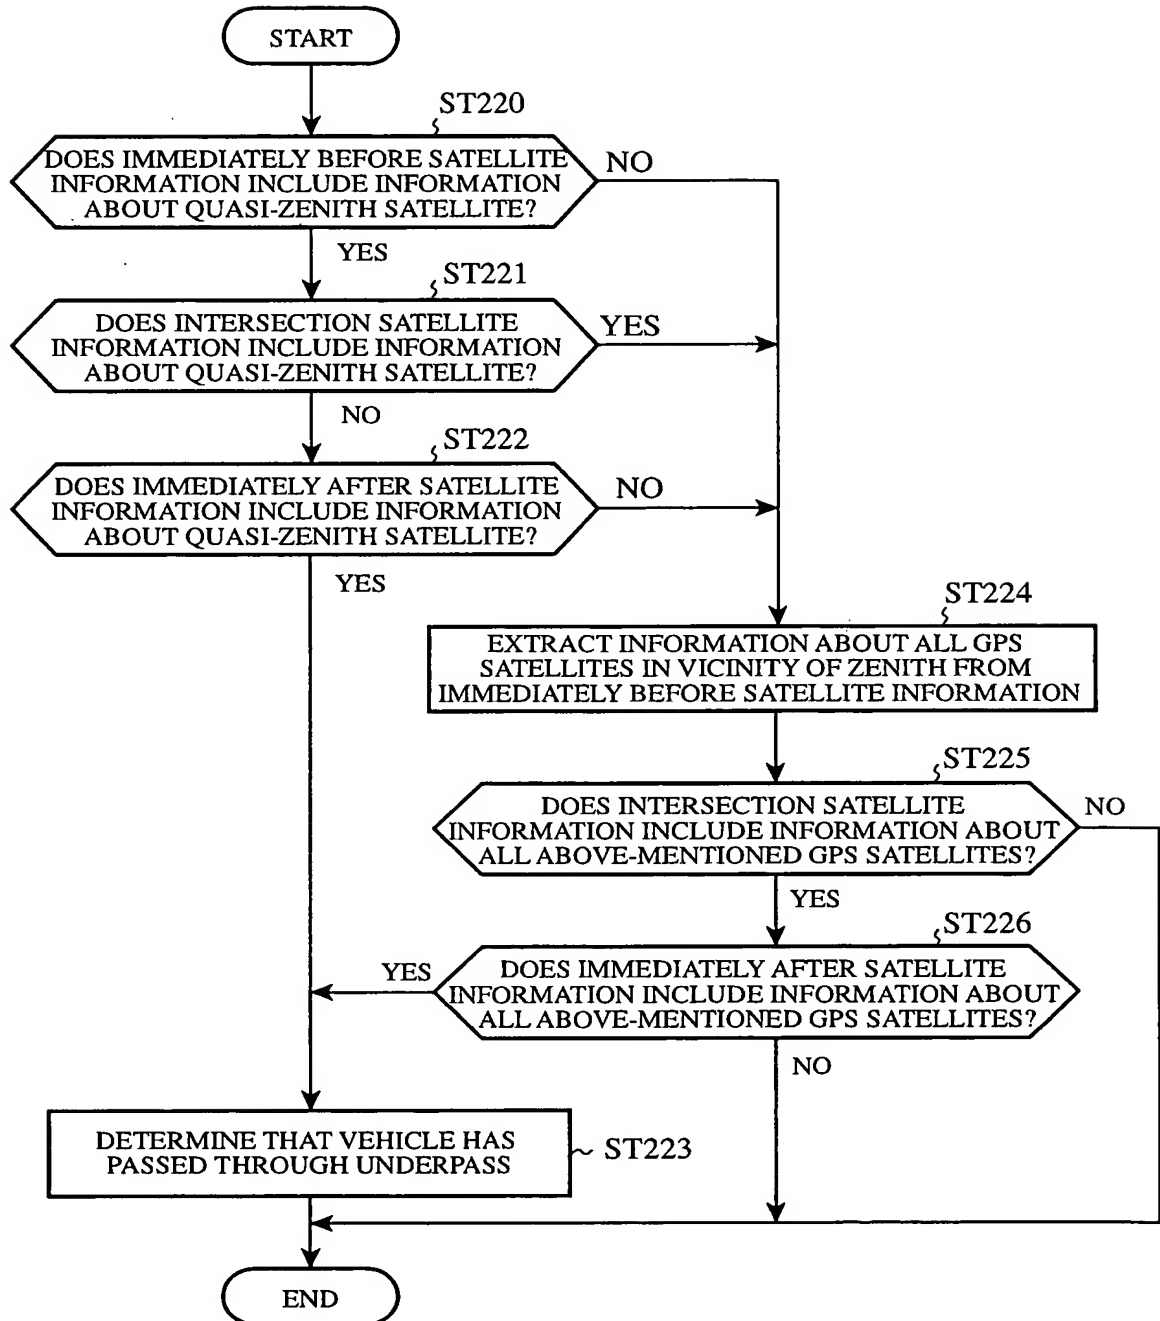 START
ST220
DOES IMMEDIATELY BEFORE SATELLITE
INFORMATION INCLUDE INFORMATION
ABOUT QUASI-ZENITH SATELLITE?
NO
YES
ST221
DOES INTERSECTION SATELLITE
INFORMATION INCLUDE INFORMATION
ABOUT QUASI-ZENITH SATELLITE?
YES
NO
ST222
DOES IMMEDIATELY AFTER SATELLITE
INFORMATION INCLUDE INFORMATION
ABOUT QUASI-ZENITH SATELLITE?
NO
YES
ST224
EXTRACT INFORMATION ABOUT ALL GPS
SATELLITES IN VICINITY OF ZENITH FROM
IMMEDIATELY BEFORE SATELLITE INFORMATION
ST225
DOES INTERSECTION SATELLITE
INFORMATION INCLUDE INFORMATION ABOUT
ALL ABOVE-MENTIONED GPS SATELLITES?
NO
YES
ST226
DOES IMMEDIATELY AFTER SATELLITE
INFORMATION INCLUDE INFORMATION ABOUT
ALL ABOVE-MENTIONED GPS SATELLITES?
YES
NO
DETERMINE THAT VEHICLE HAS
PASSED THROUGH UNDERPASS
ST223
END